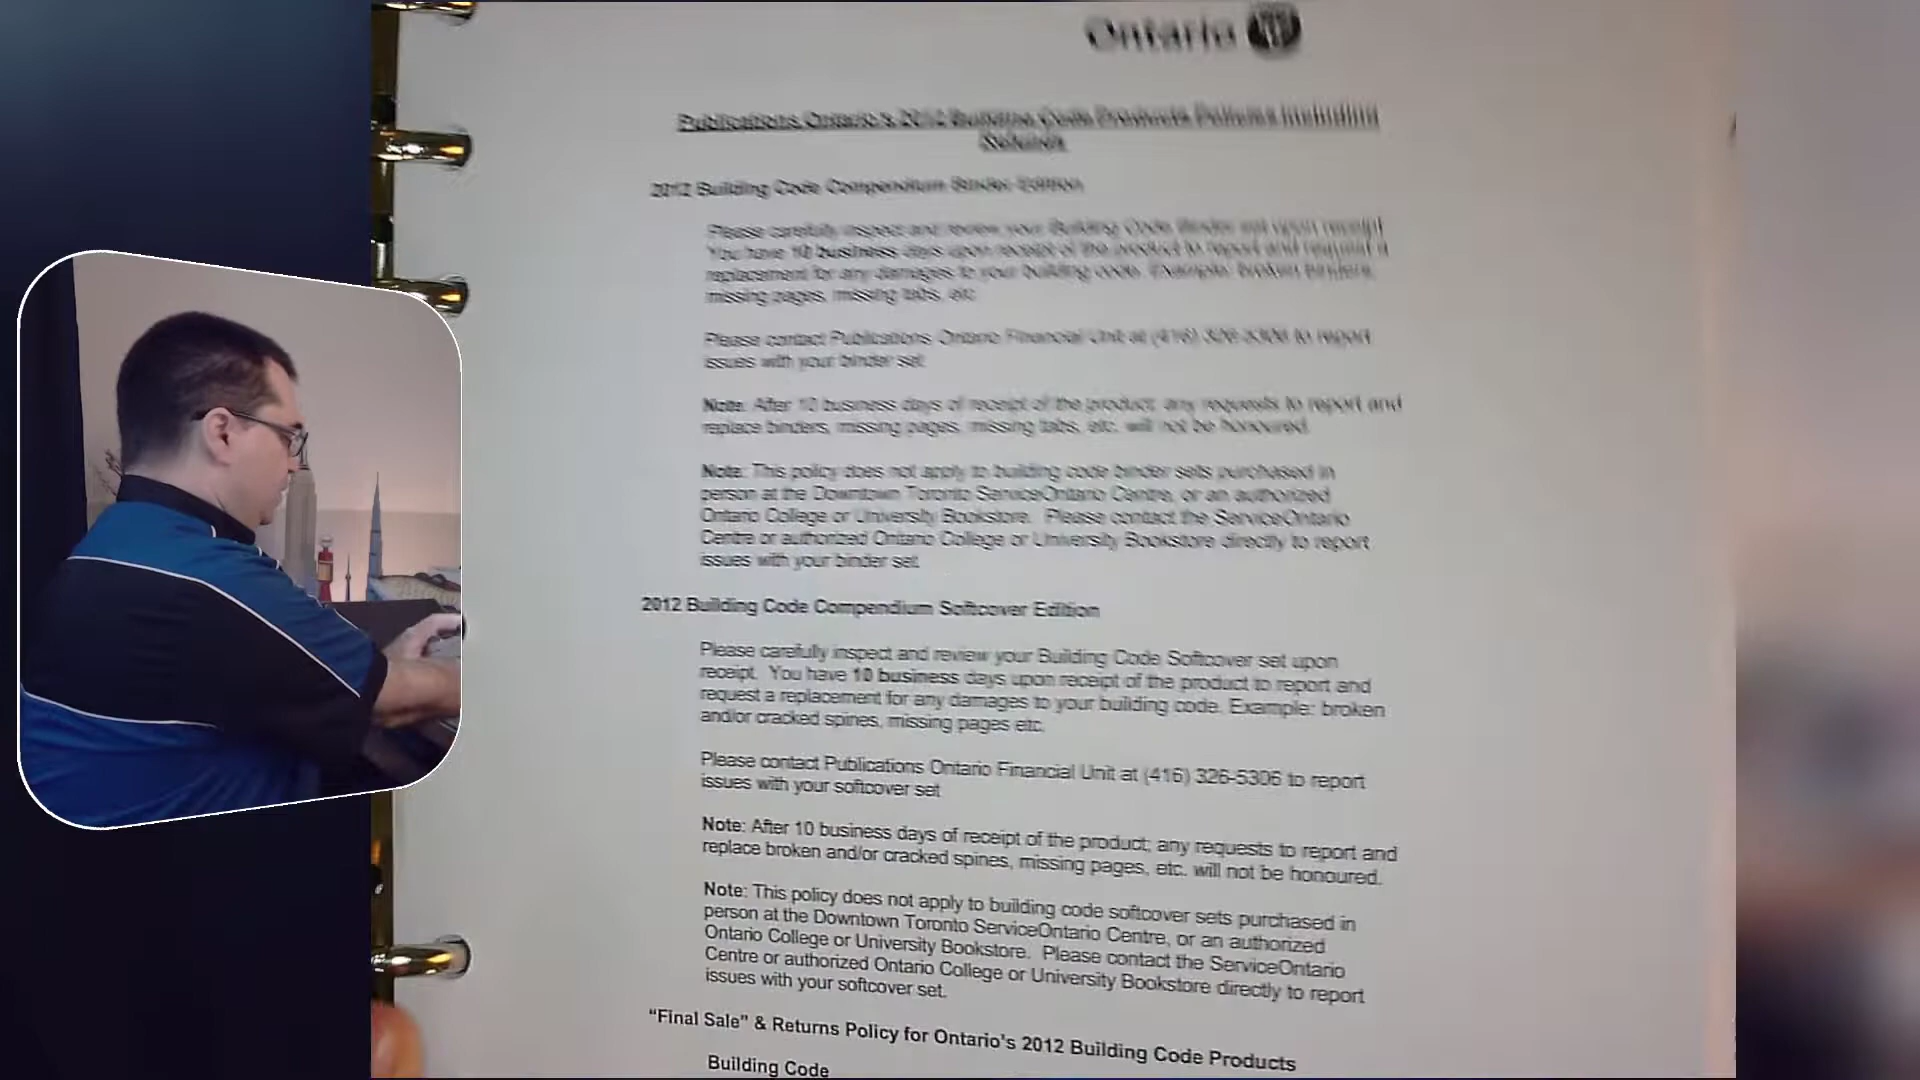 Ontario
Publications Ontario's 2012 Building Code Products Policies Including
Returns
2012 Building Code Compendium Binder Edition
Please carefully inspect and review your Building Code Binder set upon receipt.
You have 10 business days upon receipt of the product to report and request a
replacement for any damages to your building code. Example: broken binders,
missing pages, missing tabs, etc.
Please contact Publications Ontario Financial Unit at (416) 326-5306 to report
issues with your binder set
Note: After 10 business days of receipt of the product; any requests to report and
replace binders, missing pages, missing tabs, etc. will not be honoured.
Note: This policy does not apply to building code binder sets purchased in
person at the Downtown Toronto ServiceOntario Centre, or an authorized
Ontario College or University Bookstore. Please contact the ServiceOntario
Centre or authorized Ontario College or University Bookstore directly to report
issues with your binder set.
2012 Building Code Compendium Softcover Edition
Please carefully inspect and review your Building Code Softcover set upon
receipt. You have 10 business days upon receipt of the product to report and
request a replacement for any damages to your building code. Example: broken
and/or cracked spines, missing pages etc.
Please contact Publications Ontario Financial Unit at (416) 326-5306 to report
issues with your softcover set
Note: After 10 business days of receipt of the product; any requests to report and
replace broken and/or cracked spines, missing pages, etc. will not be honoured.
Note: This policy does not apply to building code softcover sets purchased in
person at the Downtown Toronto ServiceOntario Centre, or an authorized
Ontario College or University Bookstore. Please contact the ServiceOntario
Centre or authorized Ontario College or University Bookstore directly to report
issues with your softcover set.
"Final Sale" & Returns Policy for Ontario's 2012 Building Code Products
Building Code